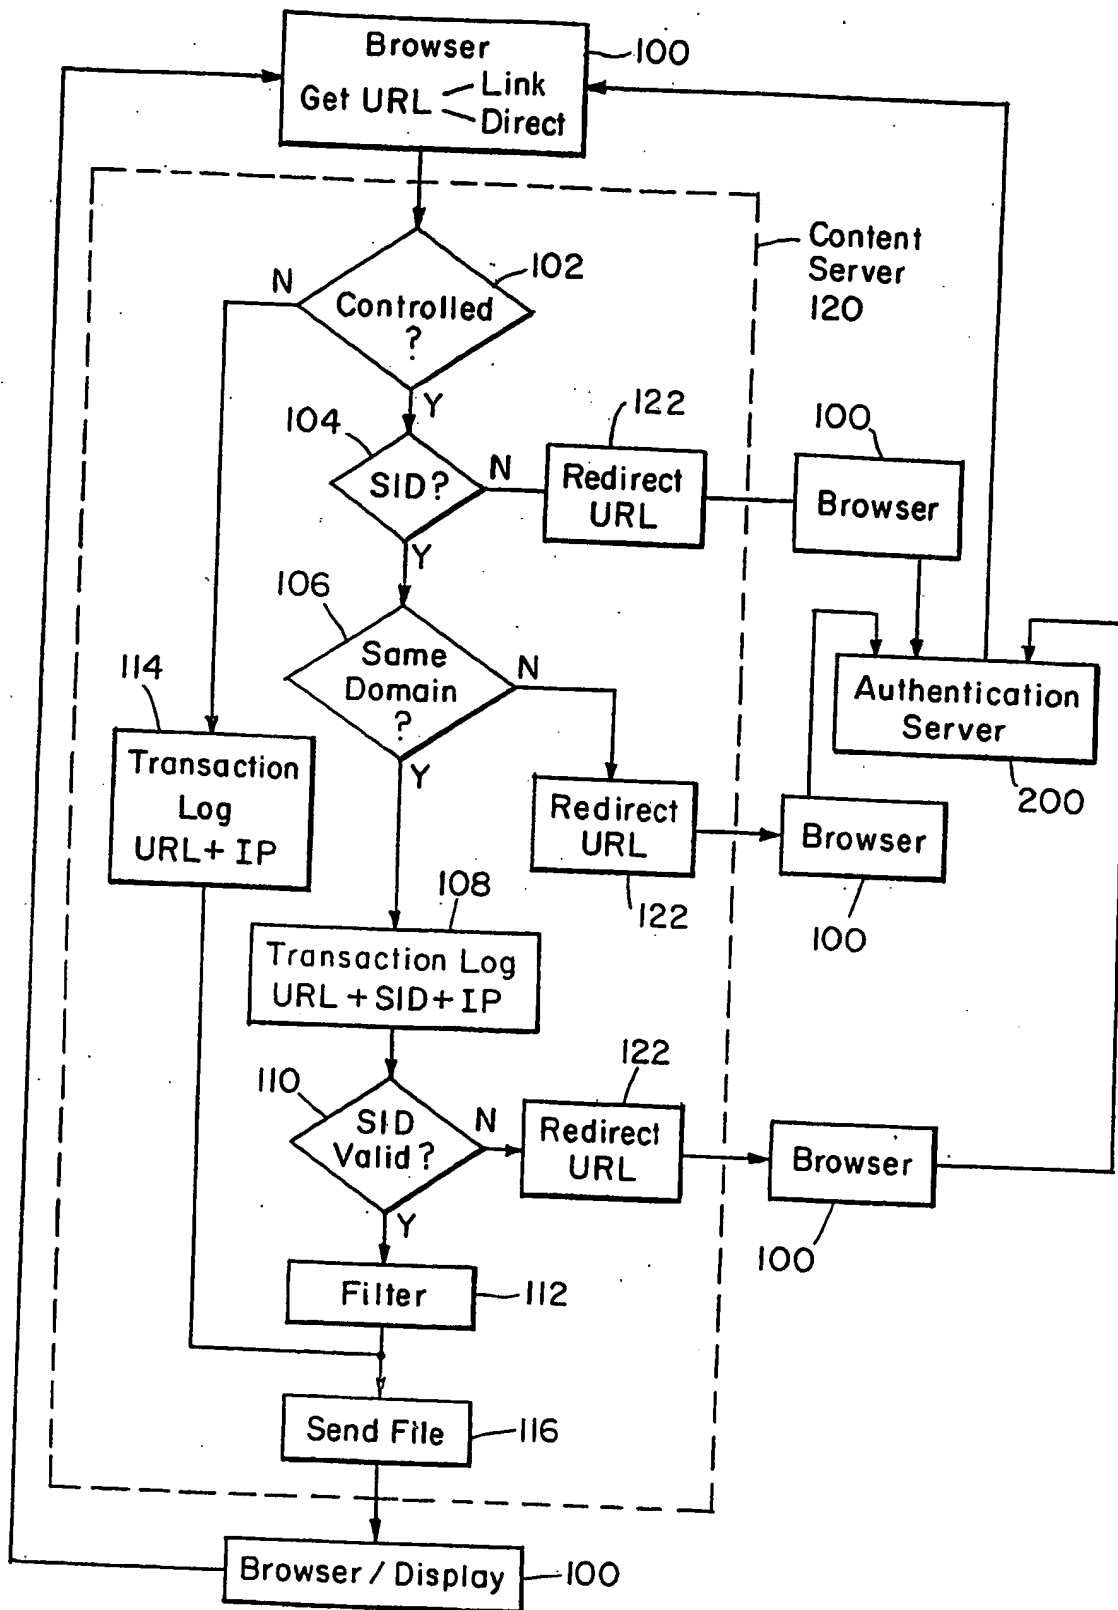 Browser
100
Get URL
Link
Direct
Content
Server
120
N
102
Controlled
?
Y
104
SID?
N
122
Redirect
URL
100
Browser
Y
106
Same
Domain
?
N
Authentication
Server
200
114
Transaction
Log
URL+ IP
Y
Redirect
URL
122
Browser
100
108
Transaction Log
URL+SID+IP
110
SID
Valid?
N
122
Redirect
URL
Browser
100
Y
Filter
112
Send File
116
Browser / Display
100